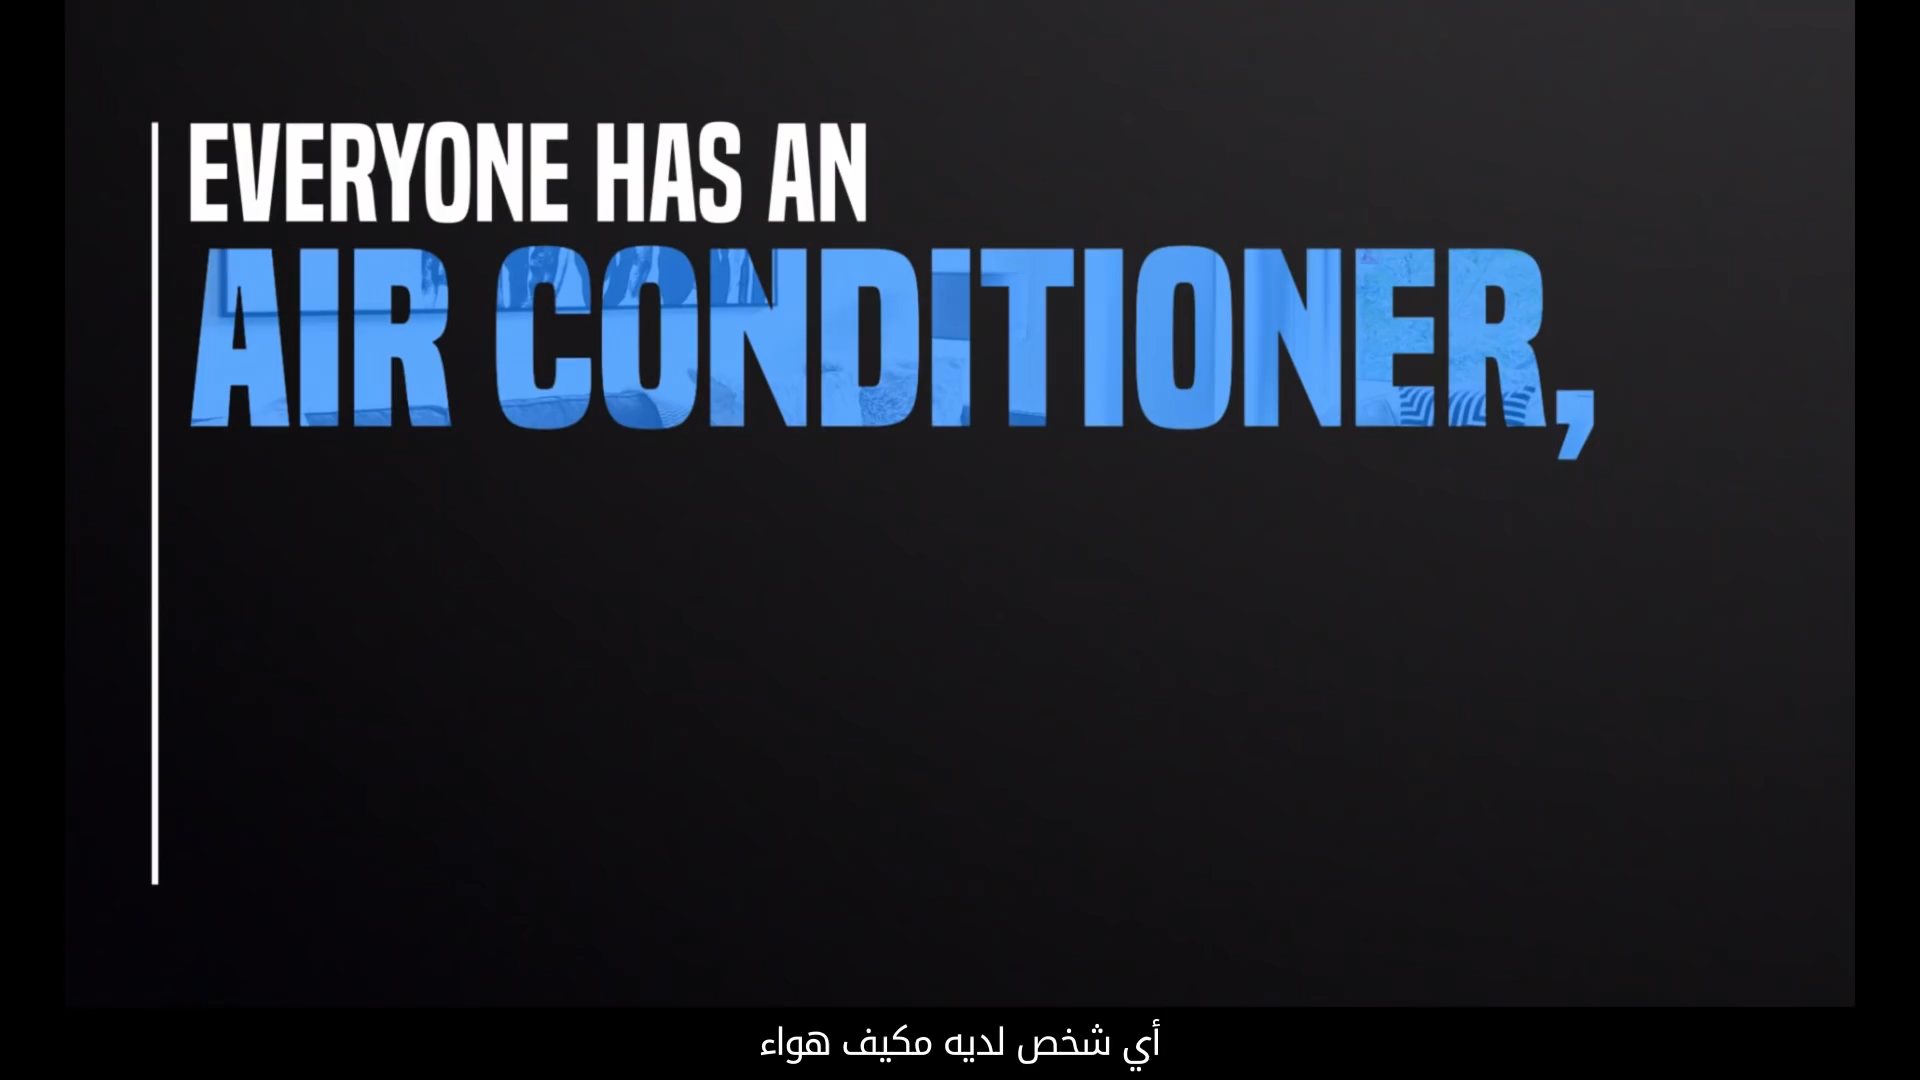 EVERYONE HAS AN
AIR CONDITIONER,
أي شخص لديه مكيف هواء